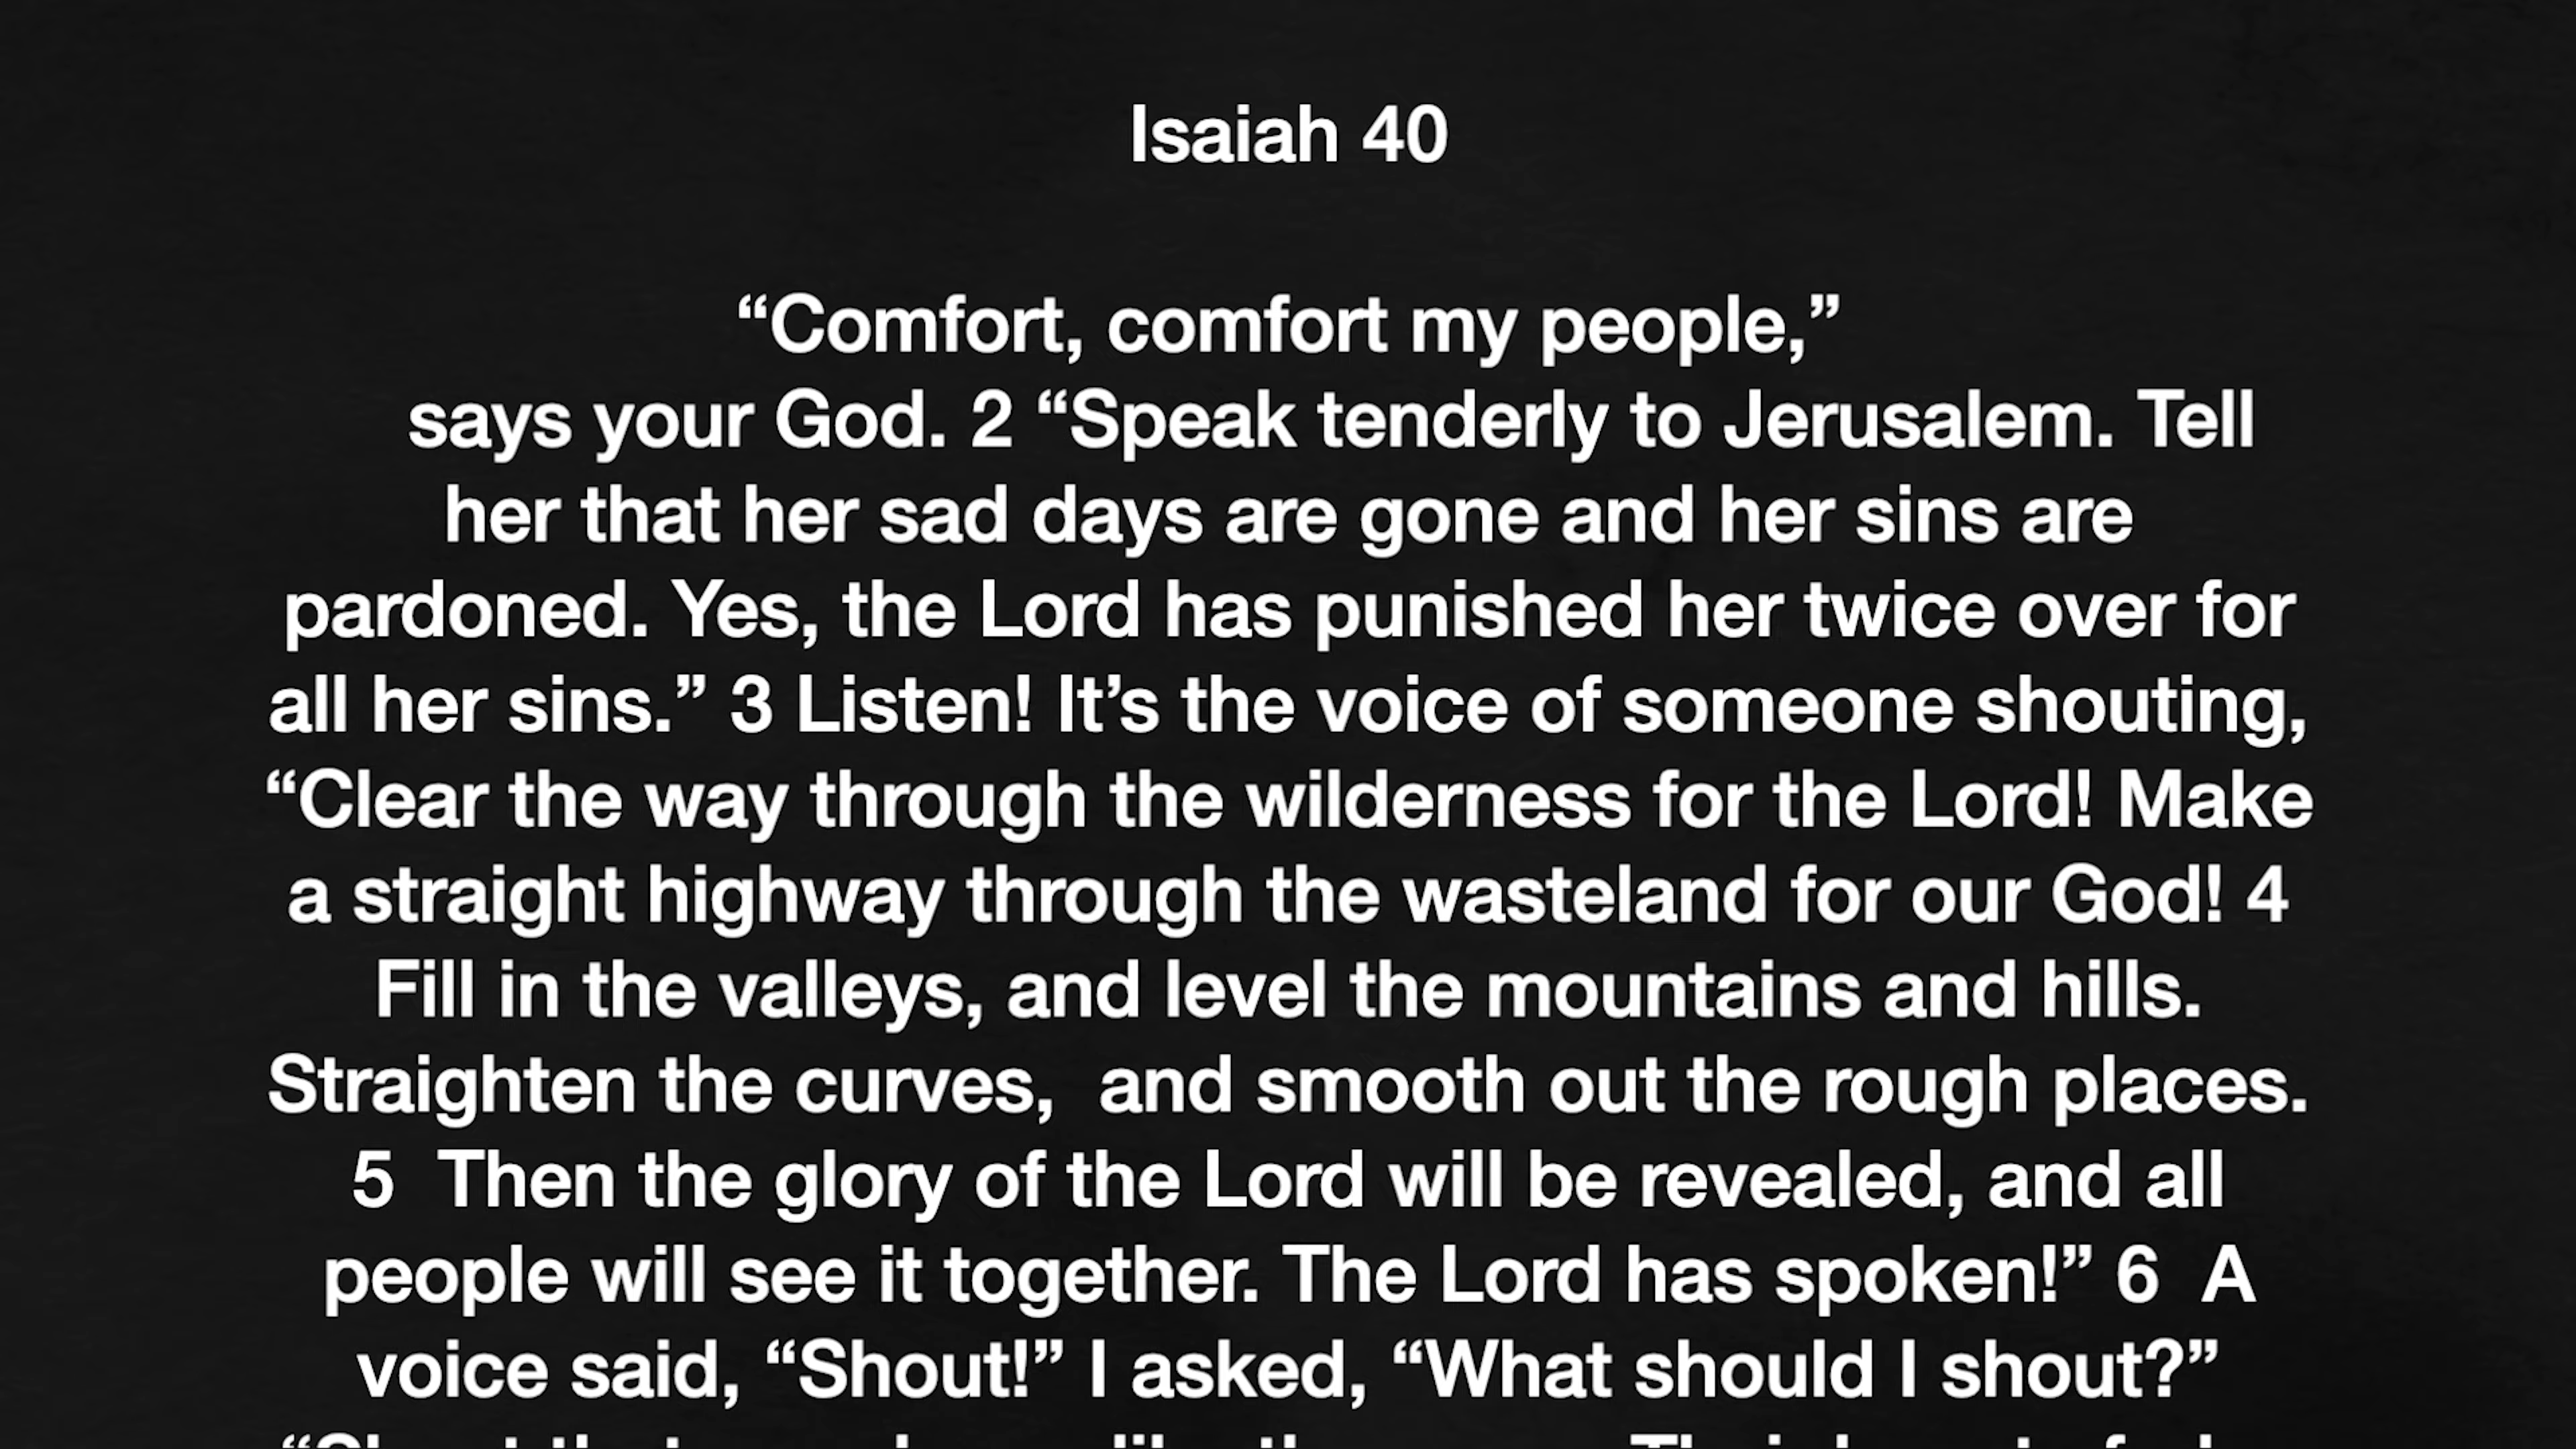 Isaiah 40
“Comfort, comfort my people,”
says your God. 2 “Speak tenderly to Jerusalem. Tell
her that her sad days are gone and her sins are
pardoned. Yes, the Lord has punished her twice over for
all her sins.” 3 Listen! It’s the voice of someone shouting,
“Clear the way through the wilderness for the Lord! Make
a straight highway through the wasteland for our God! 4
Fill in the valleys, and level the mountains and hills.
Straighten the curves,  and smooth out the rough places.
5  Then the glory of the Lord will be revealed, and all
people will see it together. The Lord has spoken!” 6  A
voice said, “Shout!” I asked, “What should I shout?”